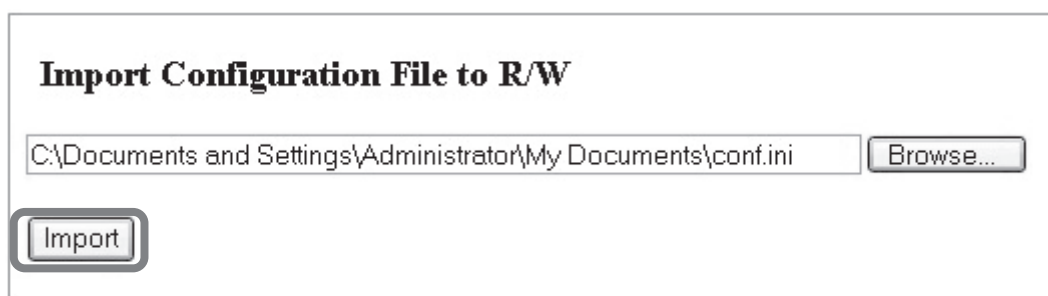 Import Configuration File to R/W
C:\Documents and Settings\Administrator\My Documents\conf.ini Browse...
Import